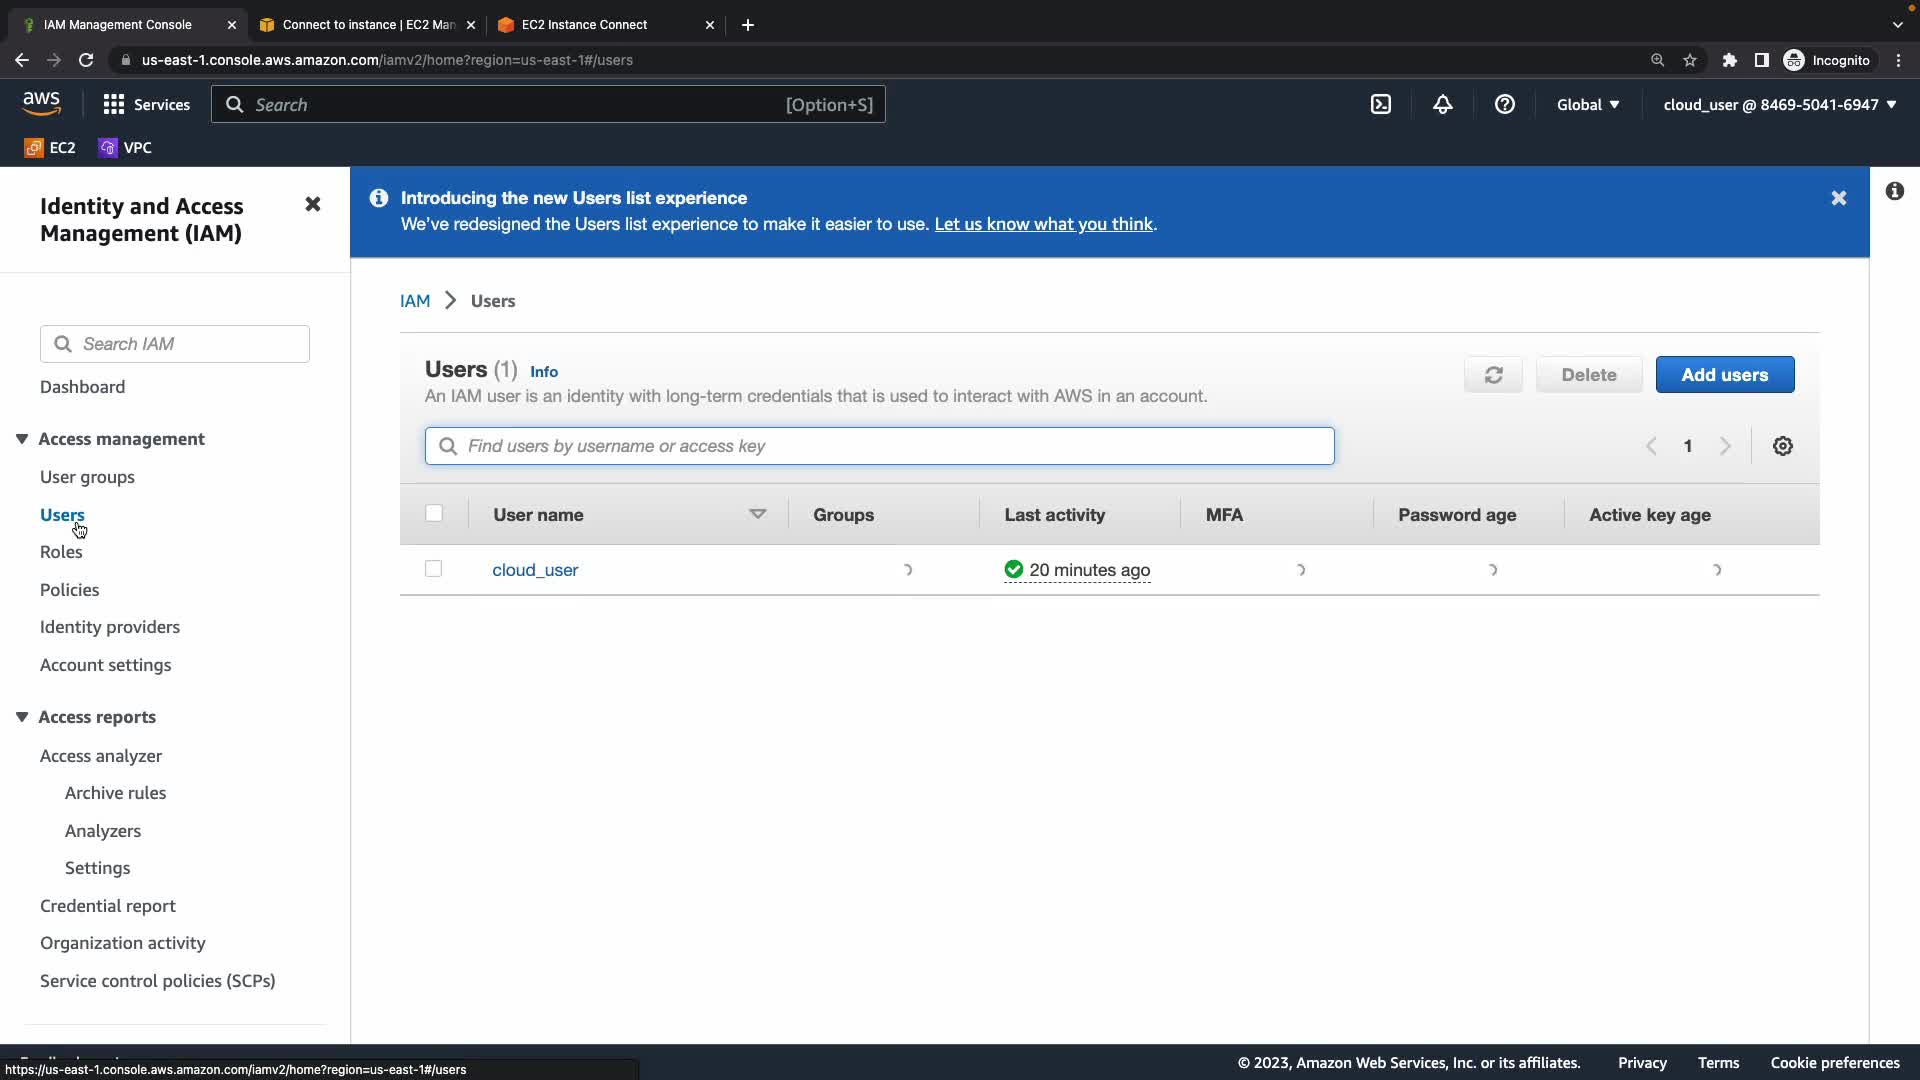 IAM Management Console
Connect to instance | EC2 Man
EC2 Instance Connect
us-east-1.console.aws.amazon.com/iamv2/home?region=us-east-1#/users
Incognito
aws
Services
Search
[Option+S]
Global
cloud_user @ 8469-5041-6947
EC2
VPC
Identity and Access
Management (IAM)
Search IAM
Dashboard
Access management
User groups
Users
Roles
Policies
Identity providers
Account settings
Access reports
Access analyzer
Archive rules
Analyzers
Settings
Credential report
Organization activity
Service control policies (SCPs)
Introducing the new Users list experience
We've redesigned the Users list experience to make it easier to use. Let us know what you think.
IAM > Users
Users (1) Info
An IAM user is an identity with long-term credentials that is used to interact with AWS in an account.
Delete
Add users
Find users by username or access key
1
User name
Groups
Last activity
MFA
Password age
Active key age
cloud_user
20 minutes ago
© 2023, Amazon Web Services, Inc. or its affiliates.
Privacy
Terms
Cookie preferences
https://us-east-1.console.aws.amazon.com/iamv2/home?region=us-east-1#/users